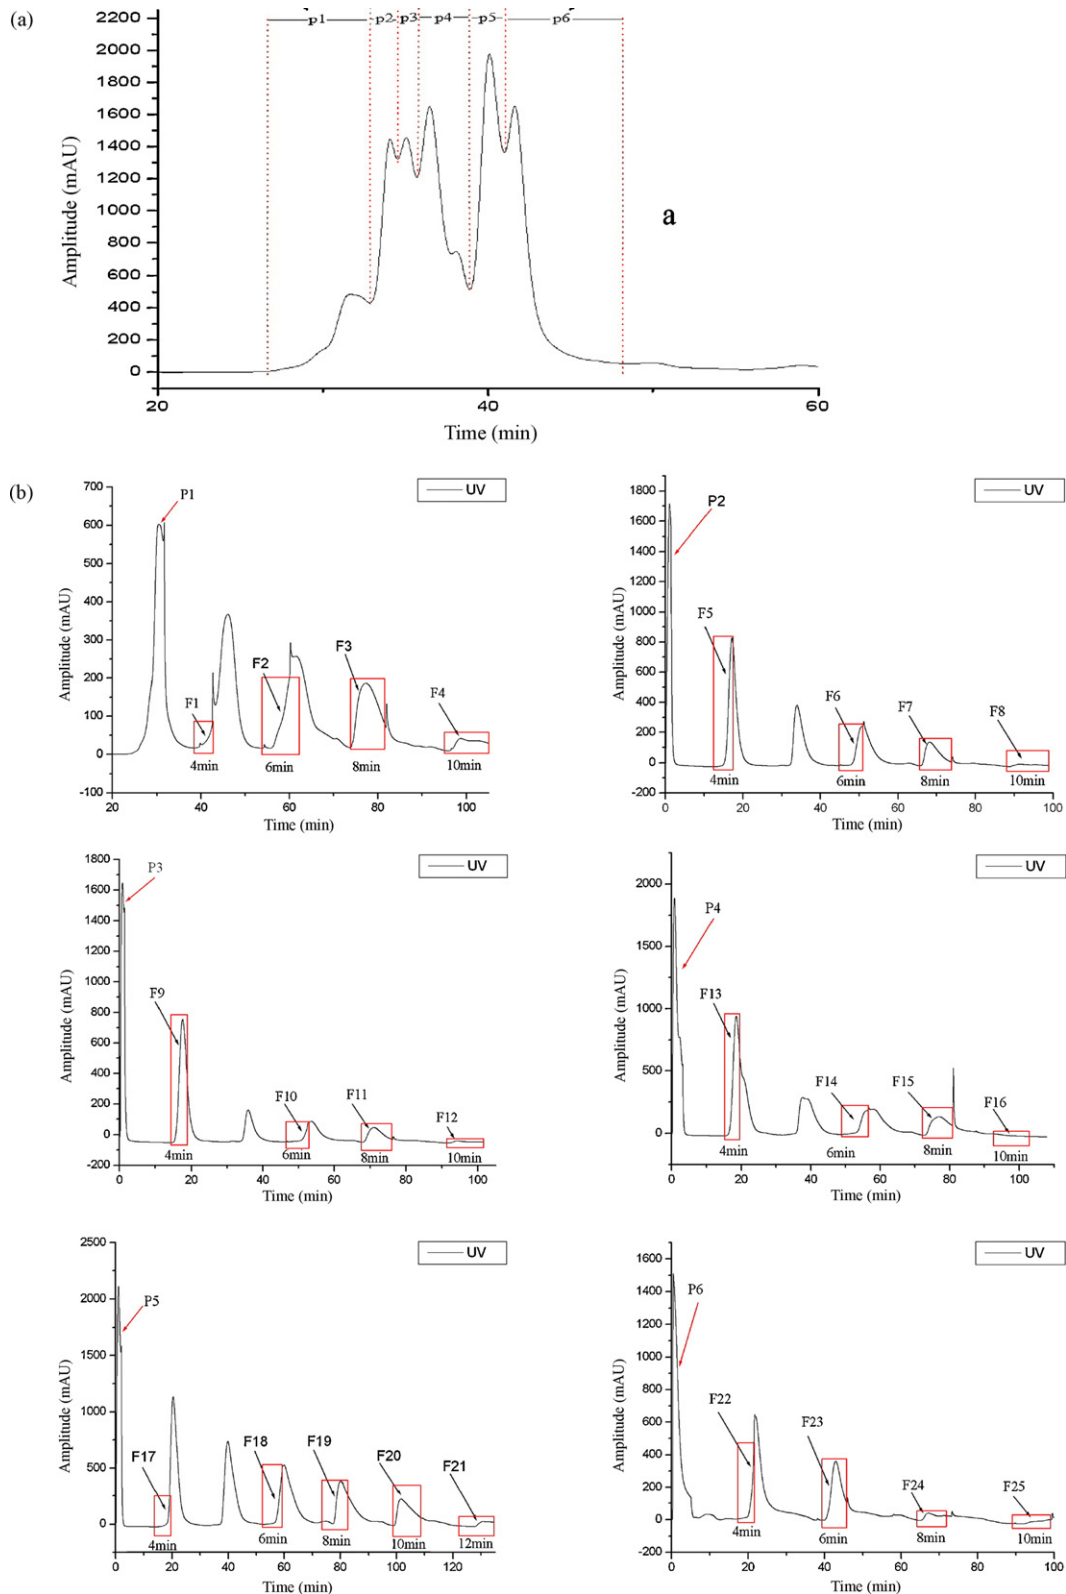 (a)
p1 p2 p3 p4 p5 p6
2200
2000
1800
1600
1400
1200
1000
800
600
400
200
0
Amplitude (mAU)
a
20 40 60
Time (min)
(b)
700
600
500
400
300
200
100
0
-100
Amplitude (mAU)
UV
P1
F1
F2
F3
F4
4min 6min 8min 10min
20 40 60 80 100
Time (min)
1800
1600
1400
1200
1000
800
600
400
200
0
-200
Amplitude (mAU)
UV
P2
F5
F6
F7
F8
4min 6min 8min 10min
0 20 40 60 80 100
Time (min)
1800
1600
1400
1200
1000
800
600
400
200
0
-200
Amplitude (mAU)
UV
P3
F9
F10
F11
F12
4min 6min 8min 10min
0 20 40 60 80 100
Time (min)
2000
1500
1000
500
0
Amplitude (mAU)
UV
P4
F13
F14
F15
F16
4min 6min 8min 10min
0 20 40 60 80 100
Time (min)
2500
2000
1500
1000
500
0
Amplitude (mAU)
UV
P5
F17
F18
F19
F20
F21
4min 6min 8min 10min 12min
0 20 40 60 80 100 120
Time (min)
1600
1400
1200
1000
800
600
400
200
0
-200
Amplitude (mAU)
UV
P6
F22
F23
F24
F25
4min 6min 8min 10min
0 20 40 60 80 100
Time (min)